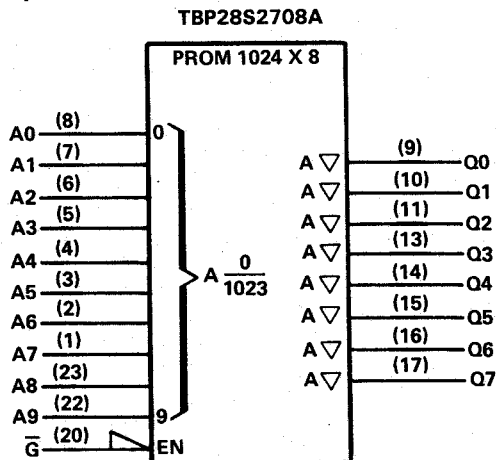 TBP28S2708A
PROM 1024 X 8
A0 (8) 0
A1 (7)
A2 (6)
A3 (5)
A4 (4)
A5 (3)
A6 (2)
A7 (1)
A8 (23)
A9 (22) 9
G̅ (20) EN
A 0
1023
A ▽ (9) Q0
A ▽ (10) Q1
A ▽ (11) Q2
A ▽ (13) Q3
A ▽ (14) Q4
A ▽ (15) Q5
A ▽ (16) Q6
A ▽ (17) Q7